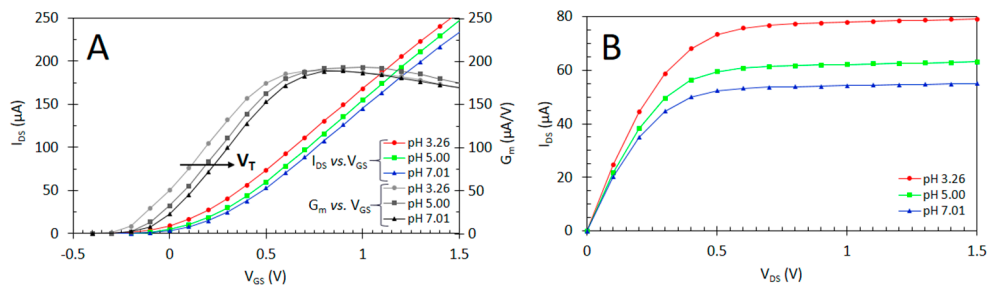 A
250
200
150
100
50
0
-0.5
0
0.5
1
1.5
I_DS (µA)
V_GS (V)
250
200
150
100
50
0
G_m (µA/V)
V_T
I_DS vs. V_GS
pH 3.26
pH 5.00
pH 7.01
G_m vs. V_GS
pH 3.26
pH 5.00
pH 7.01
B
80
60
40
20
0
0
0.5
1
1.5
I_DS (µA)
V_DS (V)
pH 3.26
pH 5.00
pH 7.01